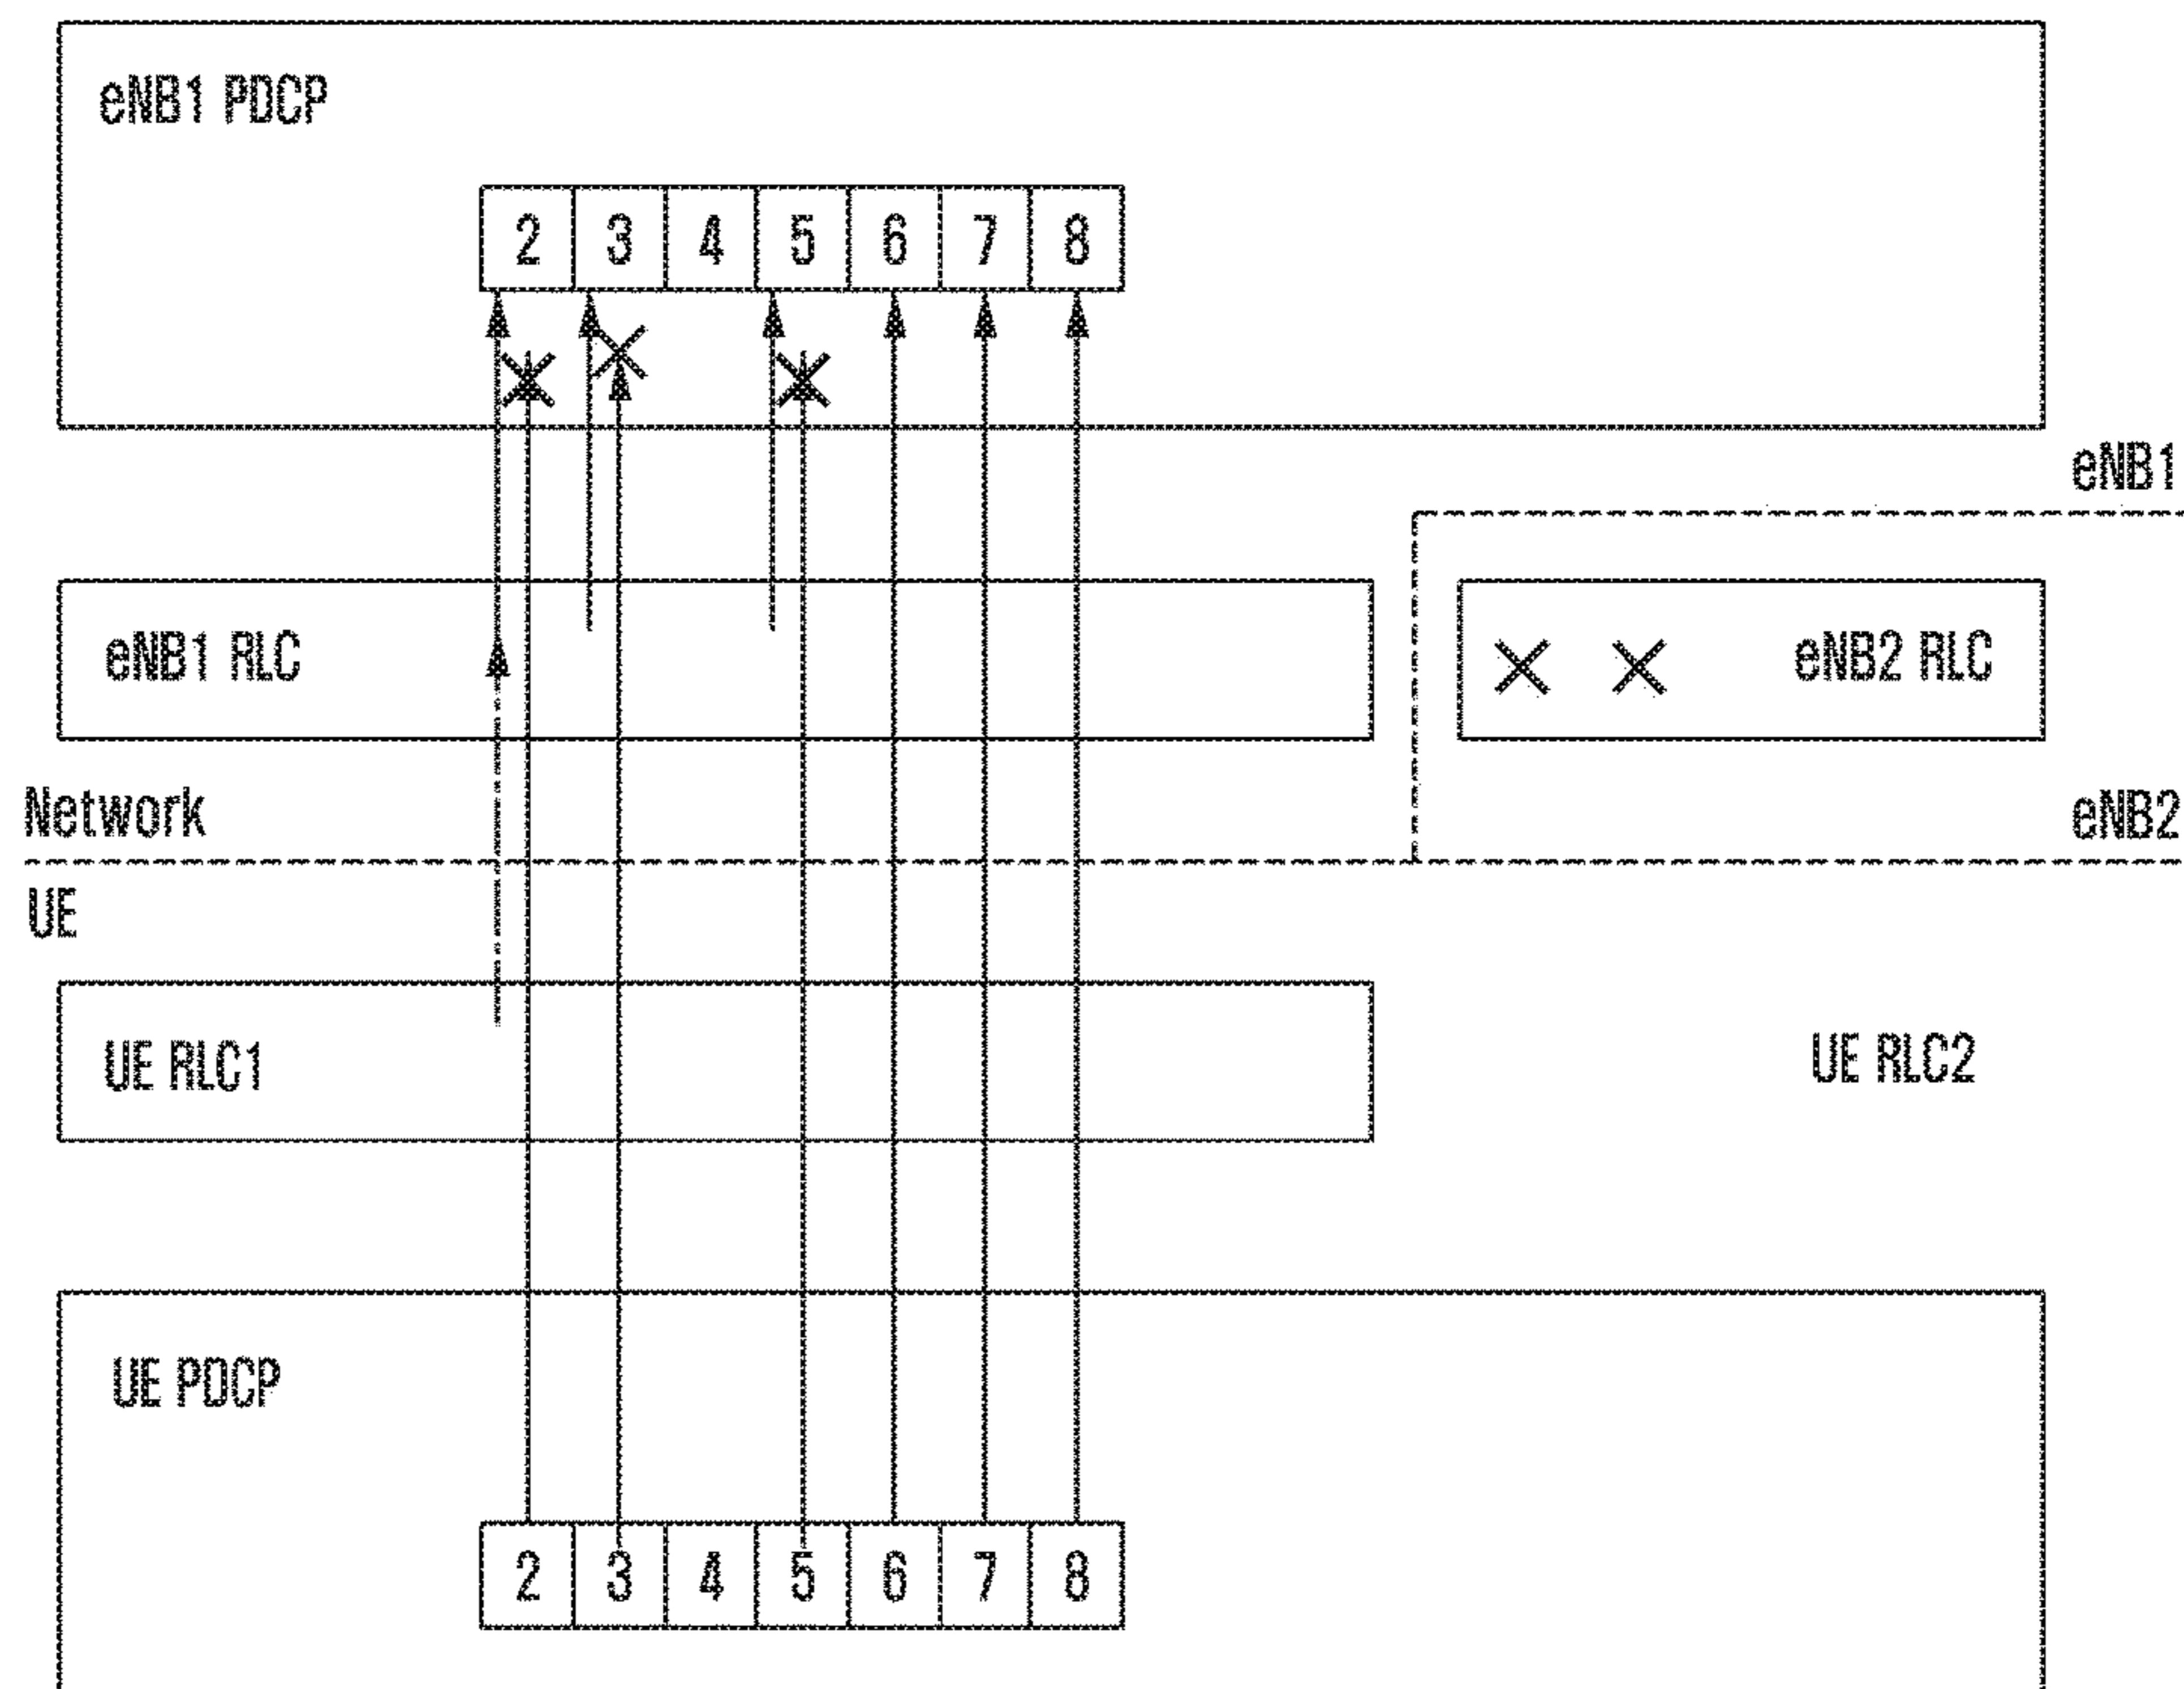 eNB1 PDCP
2 3 4 5 6 7 8
eNB1
eNB1 RLC
eNB2 RLC
Network
eNB2
UE
UE RLC1
UE RLC2
UE PDCP
2 3 4 5 6 7 8